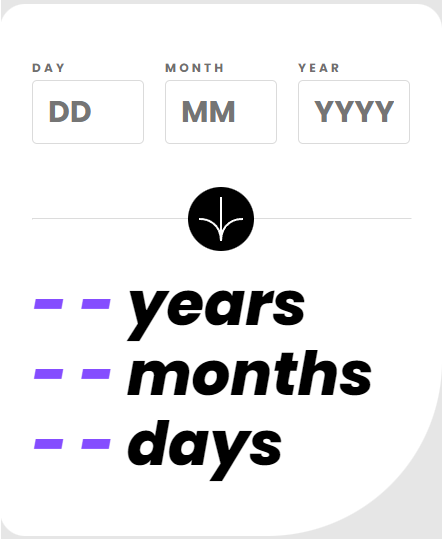 DAY MONTH YEAR
DD MM YYYY
- - years
- - months
- - days